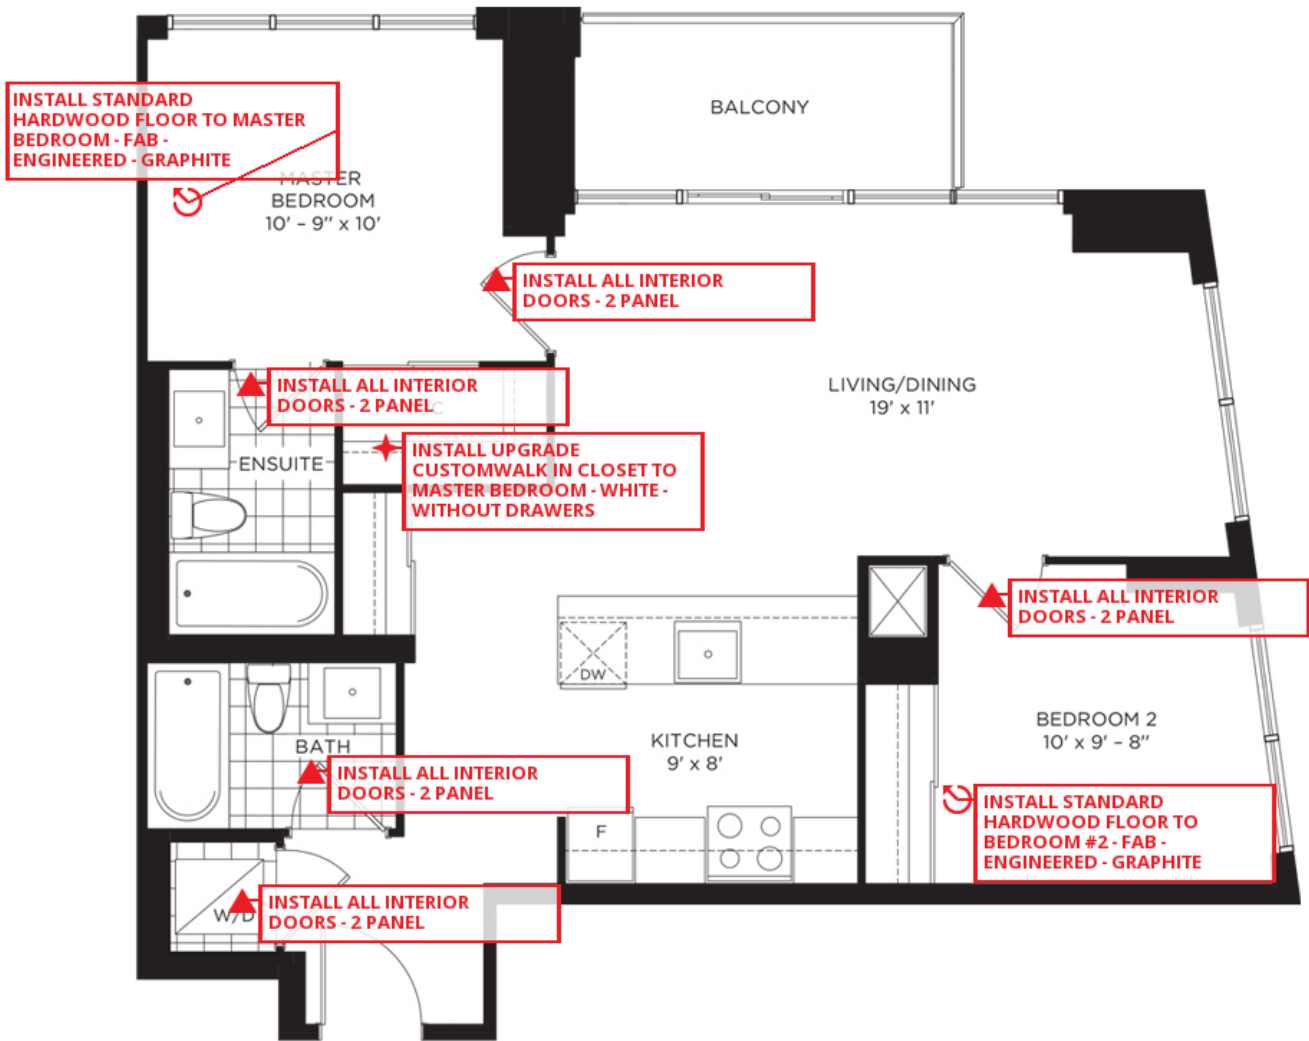 BALCONY
INSTALL STANDARD
HARDWOOD FLOOR TO MASTER
BEDROOM - FAB -
ENGINEERED - GRAPHITE
MASTER
BEDROOM
10' - 9" x 10'
INSTALL ALL INTERIOR
DOORS - 2 PANEL
INSTALL ALL INTERIOR
DOORS - 2 PANEL
LIVING/DINING
19' x 11'
ENSUITE
INSTALL UPGRADE
CUSTOMWALK IN CLOSET TO
MASTER BEDROOM - WHITE -
WITHOUT DRAWERS
INSTALL ALL INTERIOR
DOORS - 2 PANEL
DW
KITCHEN
9' x 8'
BEDROOM 2
10' x 9' - 8"
BATH
INSTALL ALL INTERIOR
DOORS - 2 PANEL
F
INSTALL STANDARD
HARDWOOD FLOOR TO
BEDROOM #2 - FAB -
ENGINEERED - GRAPHITE
W/D
INSTALL ALL INTERIOR
DOORS - 2 PANEL